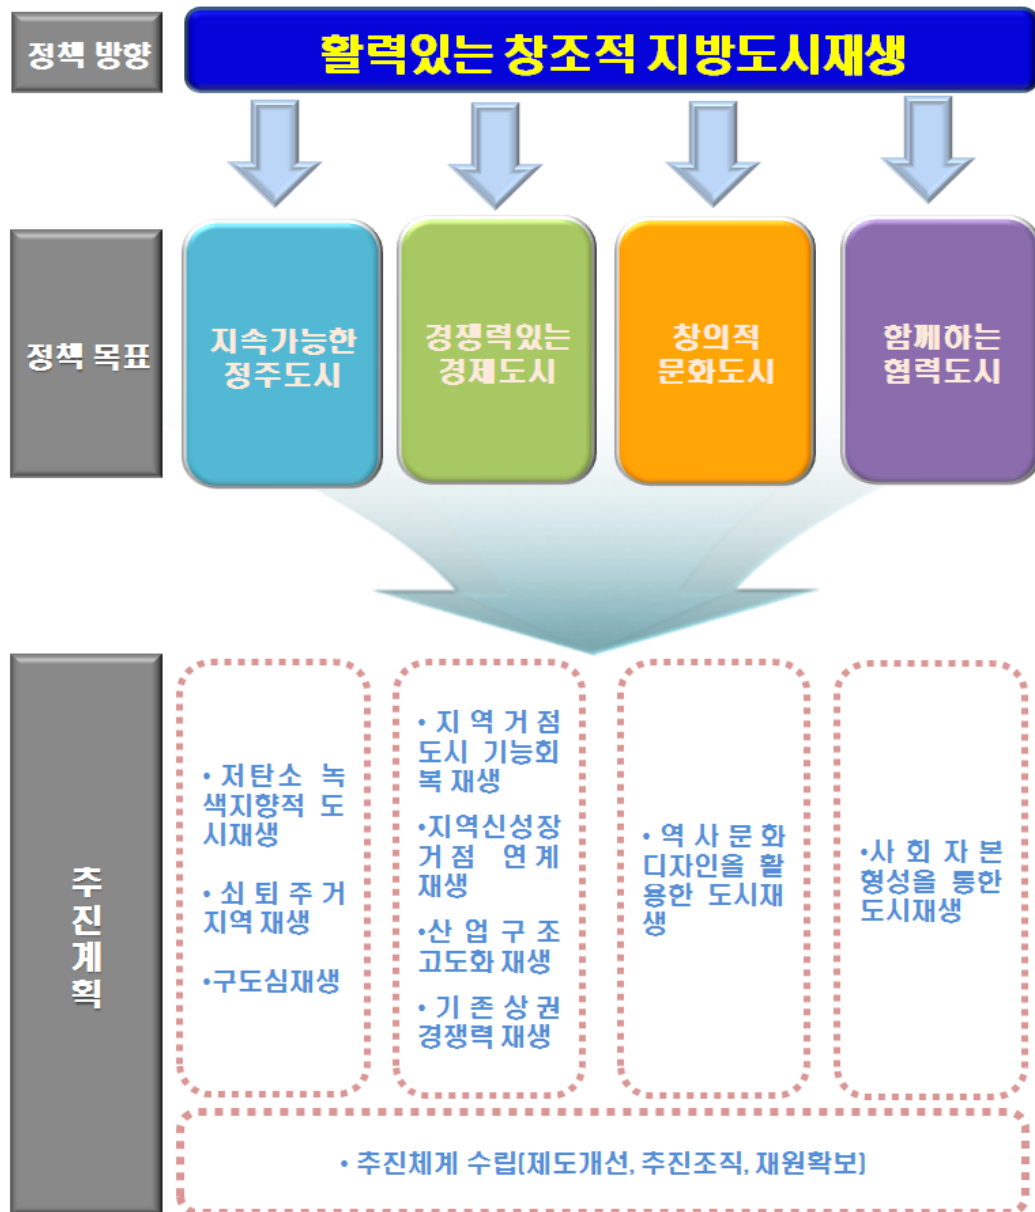 정책 방향
활력있는 창조적 지방도시재생
정책 목표
지속가능한
정주도시
경쟁력있는
경제도시
창의적
문화도시
함께하는
협력도시
추
진
계
획
• 저탄소 녹
색지향적 도
시재생
• 쇠퇴주거
지역 재생
•구도심재생
• 지역거점
도시 기능회
복 재생
•지역신성장
거점 연계
재생
•산업구조
고도화 재생
• 기존상권
경쟁력 재생
• 역사문화
디자인을 활
용한 도시재
생
•사회자본
형성을 통한
도시재생
• 추진체계 수립(제도개선, 추진조직, 재원확보)